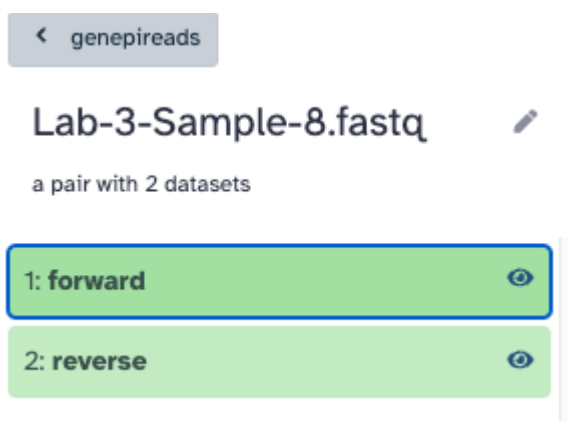 genepireads
Lab-3-Sample-8.fastq
a pair with 2 datasets
1: forward
2: reverse